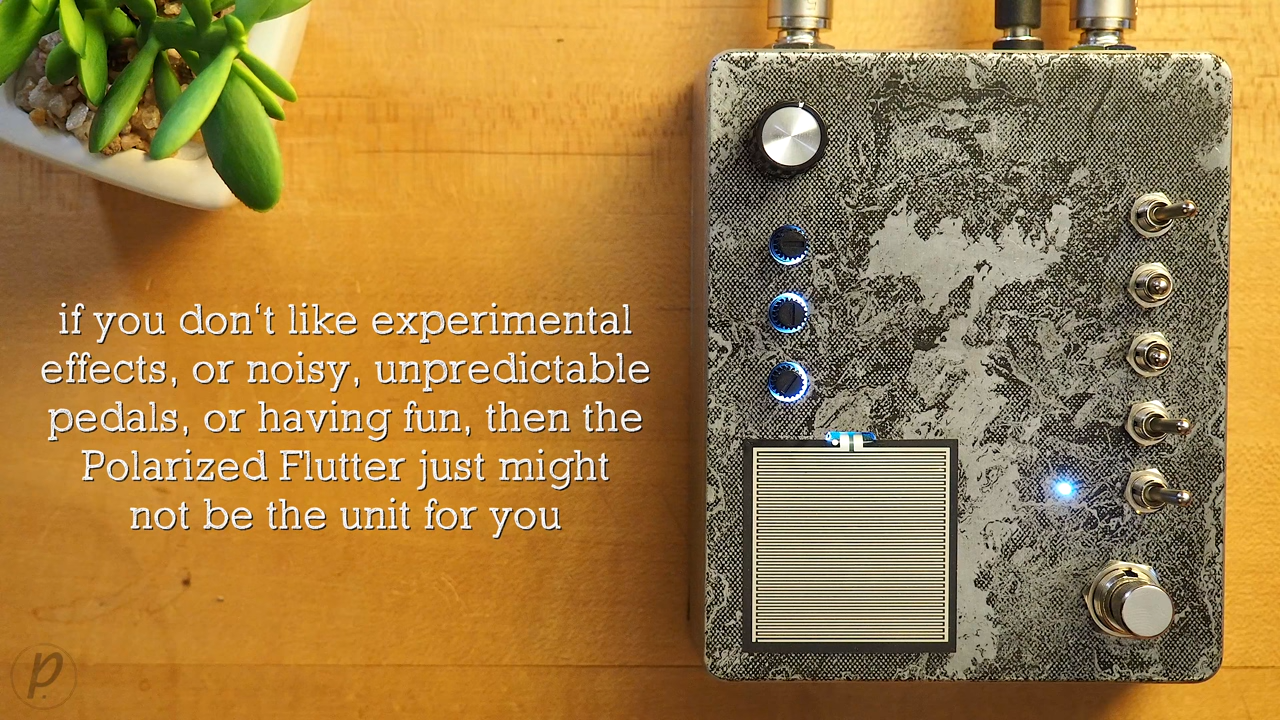 if you don't like experimental
effects, or noisy, unpredictable
pedals, or having fun, then the
Polarized Flutter just might
not be the unit for you
p.